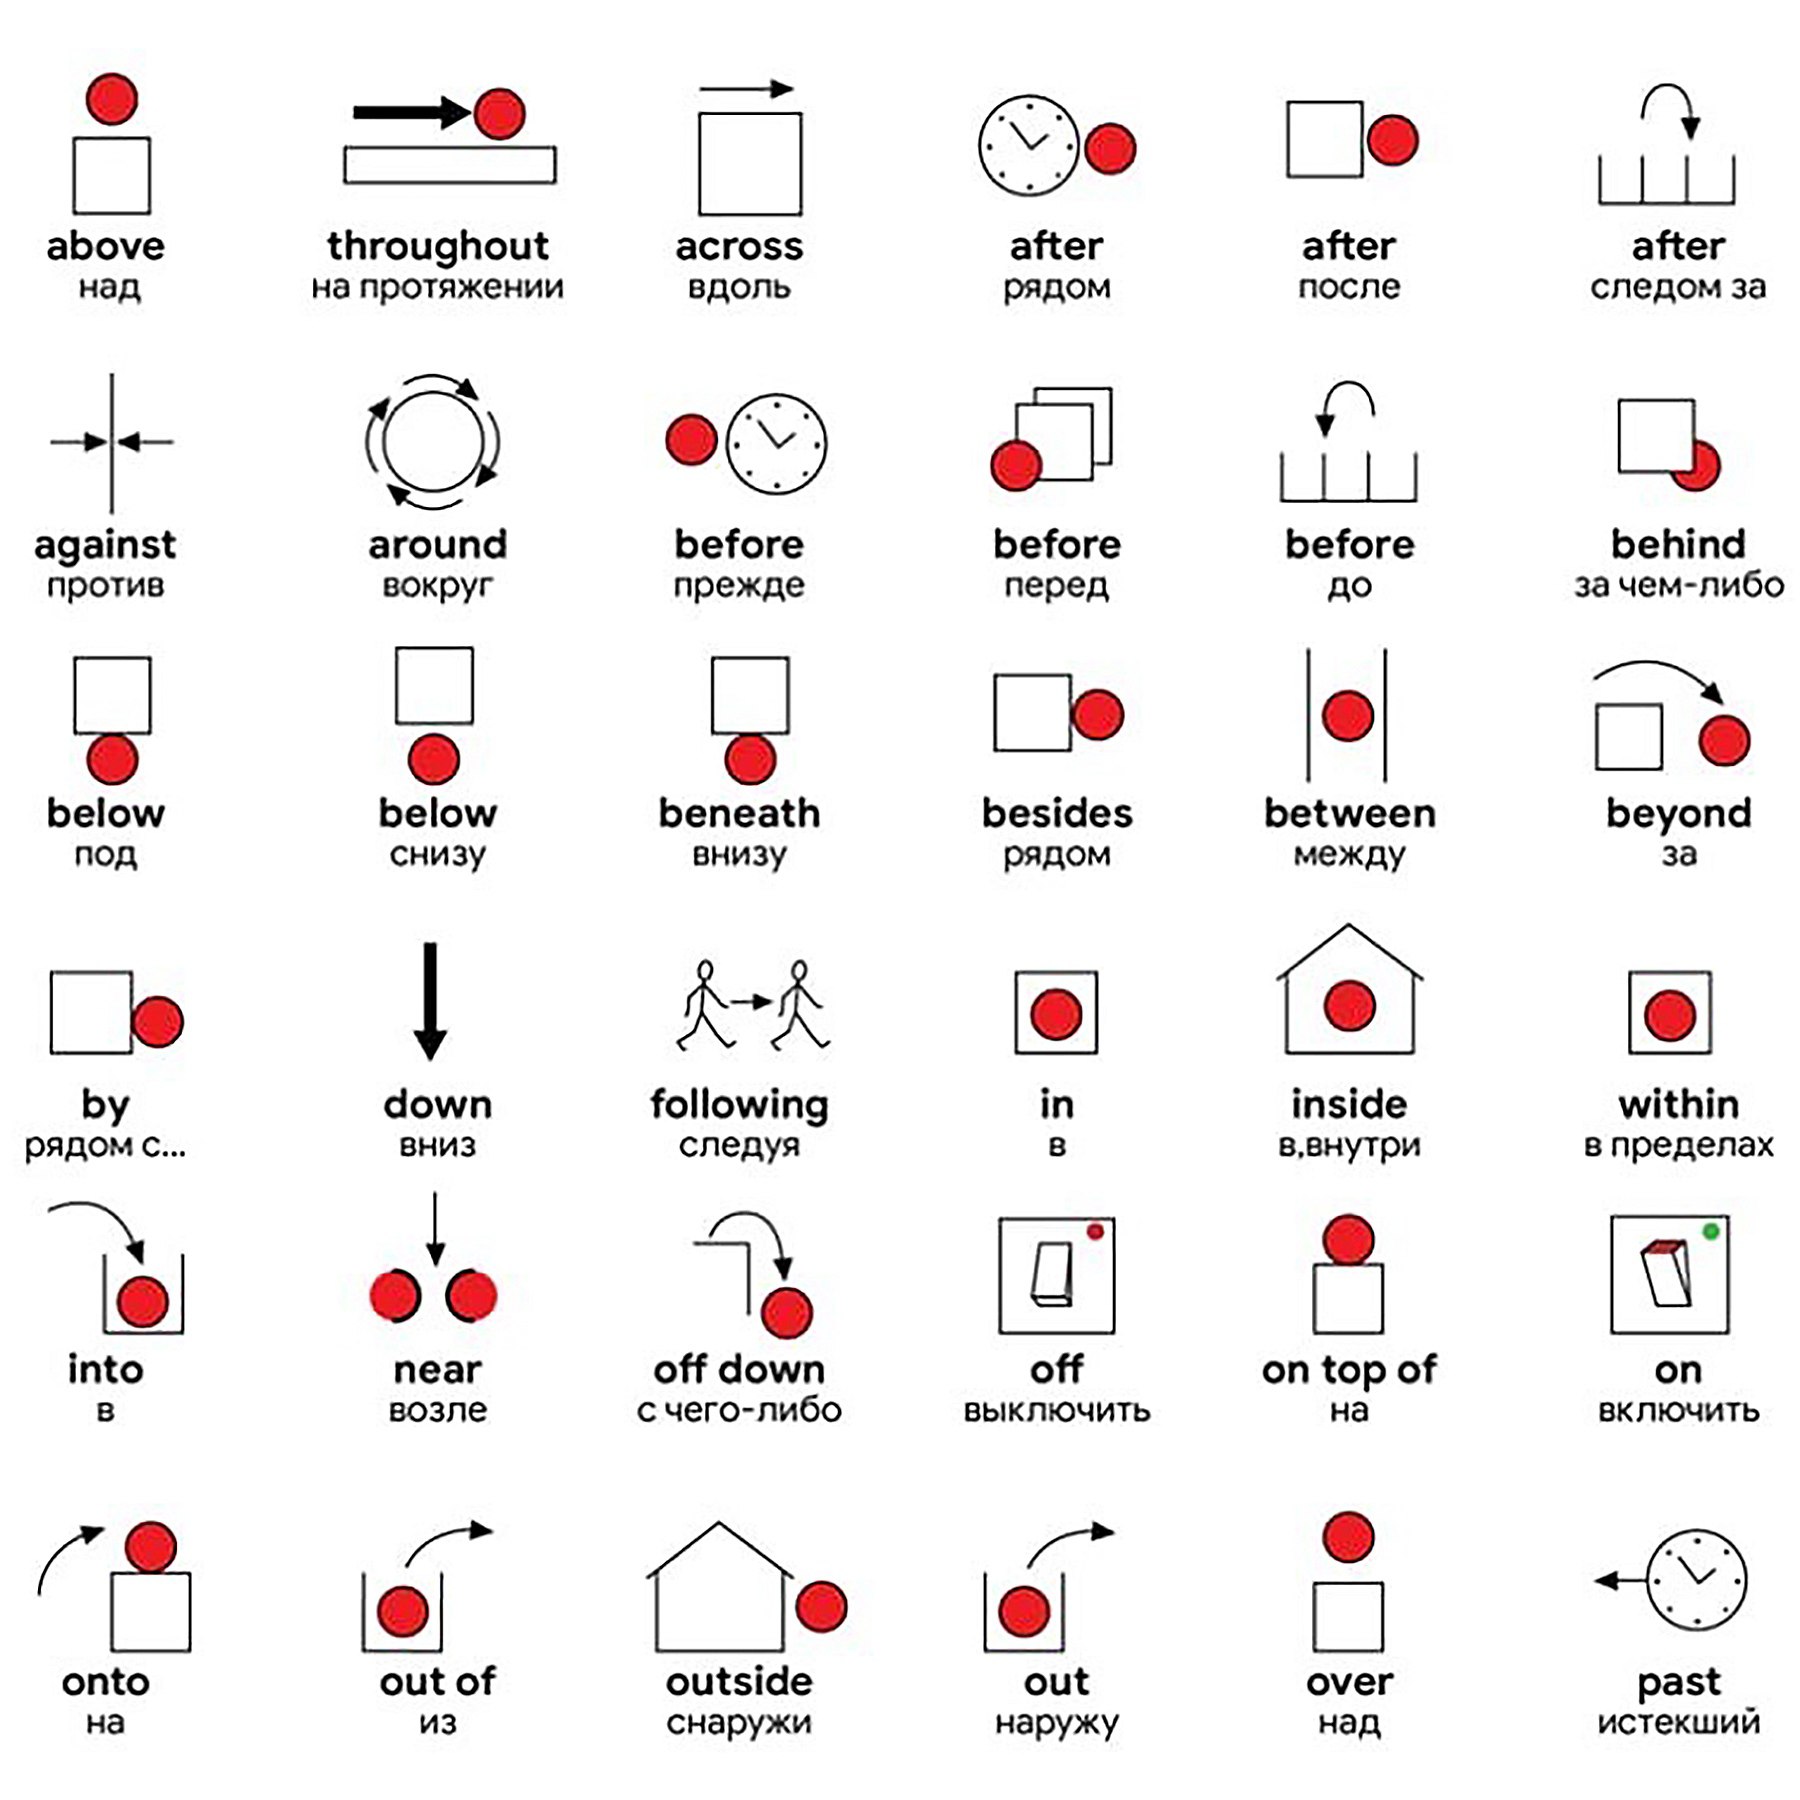 above
над
throughout
на протяжении
across
вдоль
after
рядом
after
после
after
следом за
against
против
around
вокруг
before
прежде
before
перед
before
до
behind
за чем-либо
below
под
below
снизу
beneath
внизу
besides
рядом
between
между
beyond
за
by
рядом с...
down
вниз
following
следуя
in
в
inside
в,внутри
within
в пределах
into
в
near
возле
off down
с чего-либо
off
выключить
on top of
на
on
включить
onto
на
out of
из
outside
снаружи
out
наружу
over
над
past
истекший